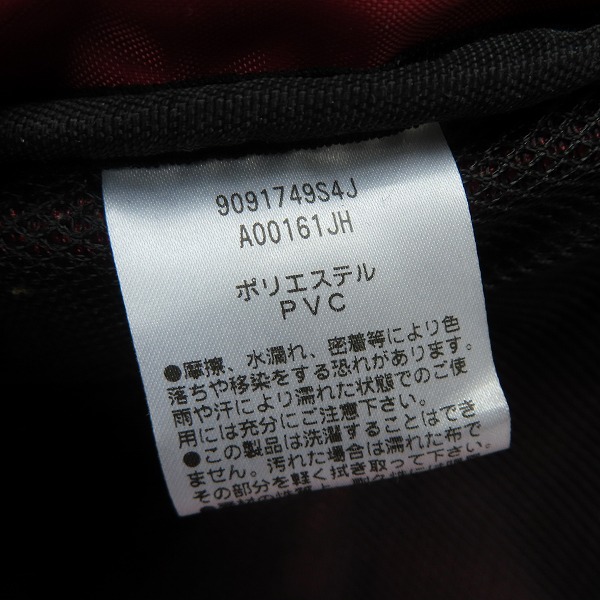 9091749S4J
A00161JH
ポリエステル
PVC
●摩擦、水濡れ、密着等により色
落ちや移染をする恐れがあります。
雨や汗により濡れた状態でのご使
用には充分にご注意下さい。
●この製品は洗濯することはでき
ません。汚れた場合は濡れた布で
その部分を軽く拭き取って下さい。